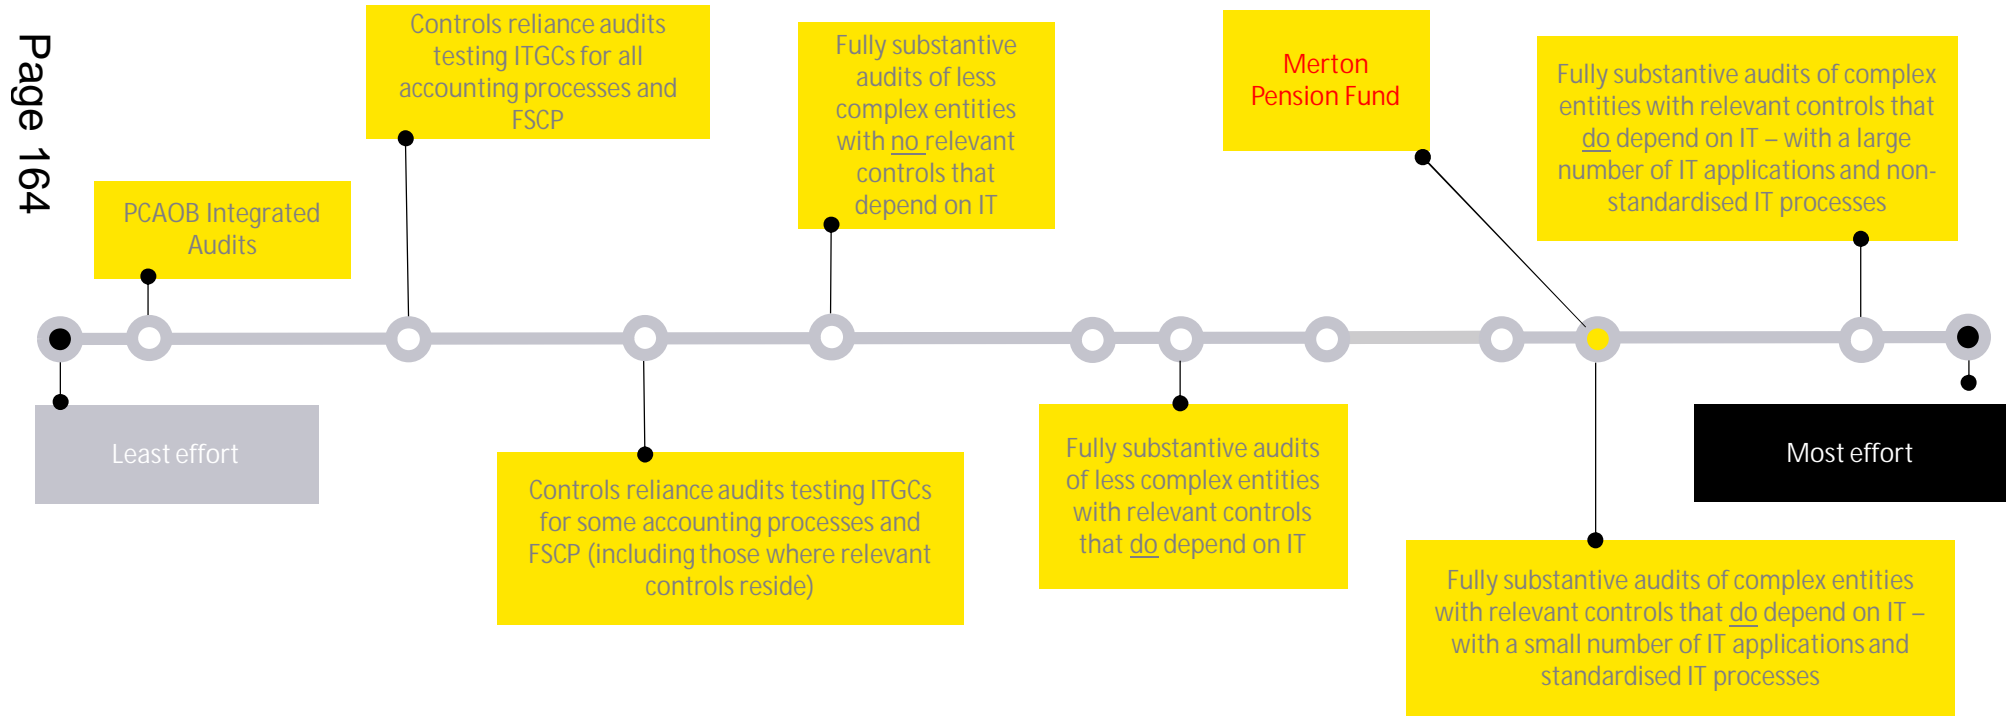 Page 164
Controls reliance audits
testing ITGCs for all
accounting processes and
FSCP
Fully substantive
audits of less
complex entities
with no relevant
controls that
depend on IT
Merton
Pension Fund
Fully substantive audits of complex
entities with relevant controls that
do depend on IT – with a large
number of IT applications and non-
standardised IT processes
PCAOB Integrated
Audits
Least effort
Controls reliance audits testing ITGCs
for some accounting processes and
FSCP (including those where relevant
controls reside)
Fully substantive audits
of less complex entities
with relevant controls
that do depend on IT
Most effort
Fully substantive audits of complex entities
with relevant controls that do depend on IT –
with a small number of IT applications and
standardised IT processes